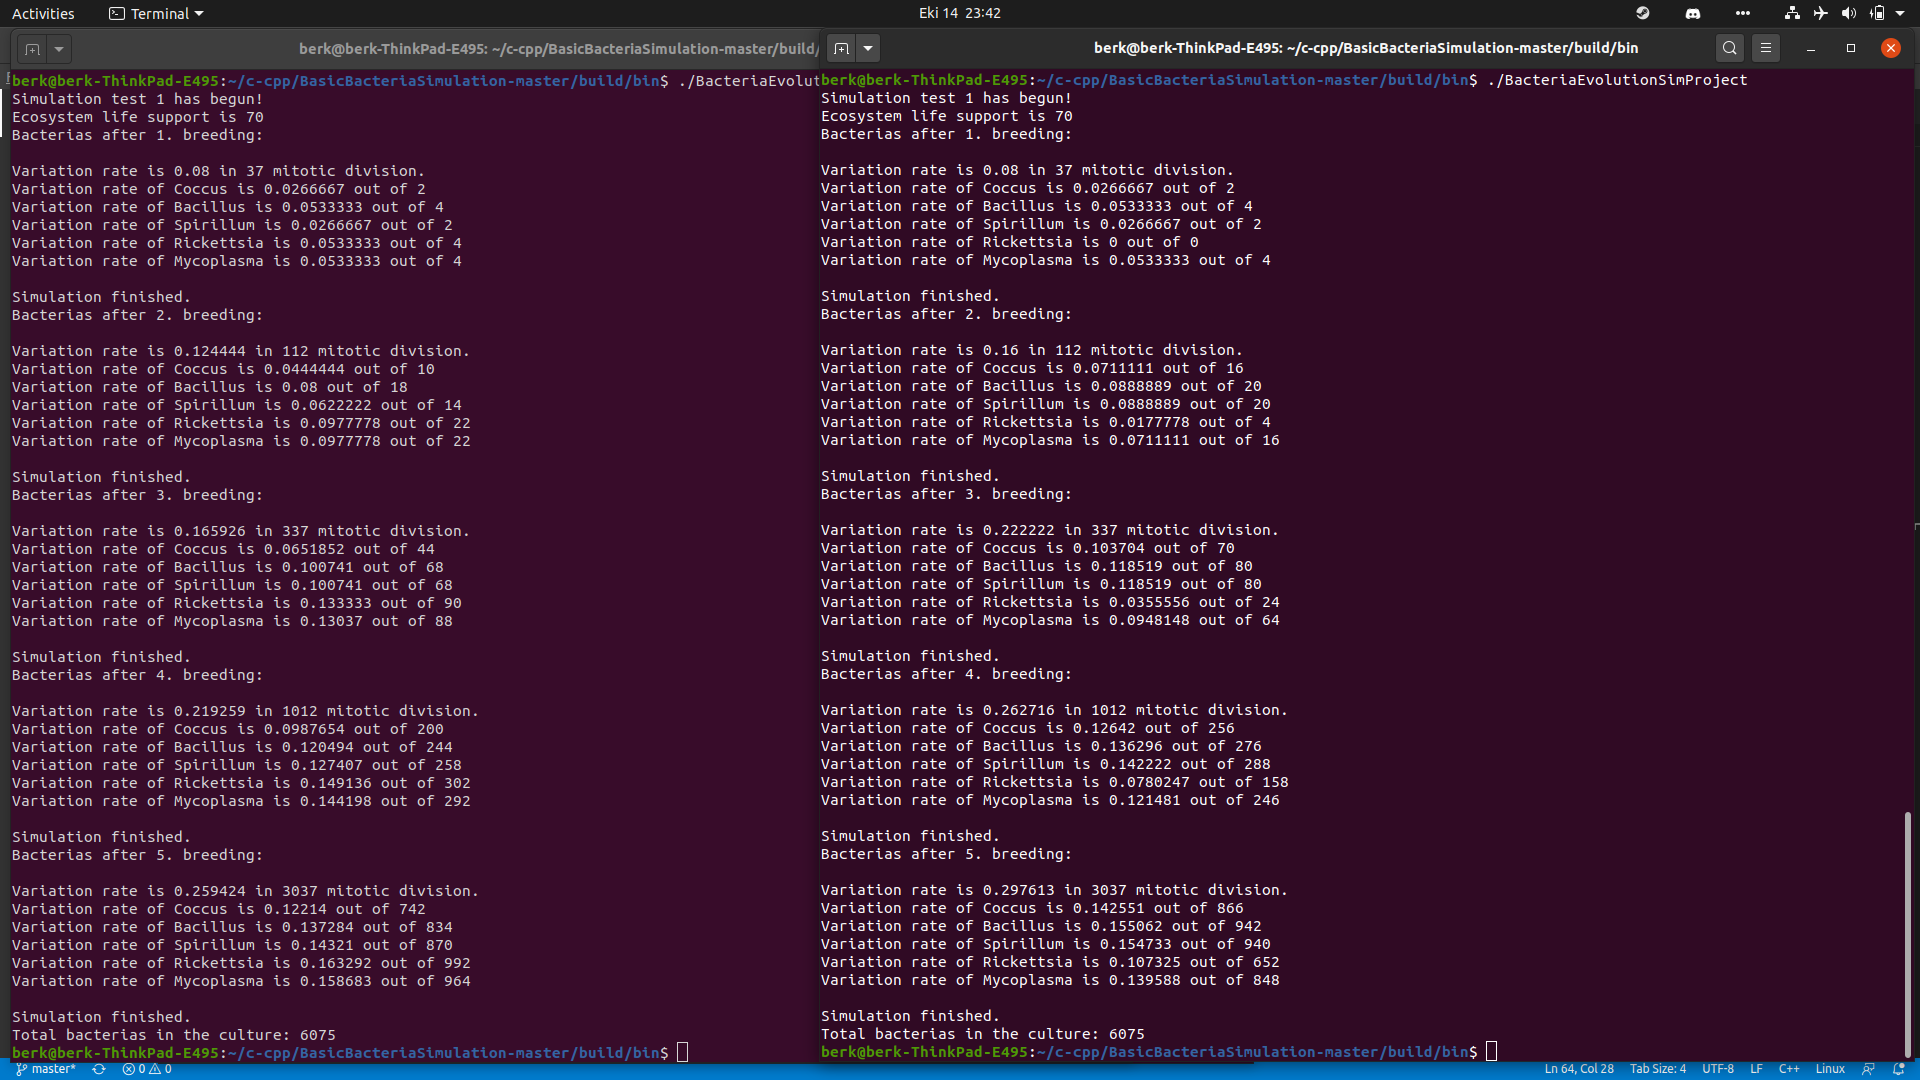 Activities
Terminal
Eki 14 23:42
berk@berk-ThinkPad-E495: ~/c-cpp/BasicBacteriaSimulation-master/build/
berk@berk-ThinkPad-E495:~/c-cpp/BasicBacteriaSimulation-master/build/bin$ ./BacteriaEvolut
Simulation test 1 has begun!
Ecosystem life support is 70
Bacterias after 1. breeding:
Variation rate is 0.08 in 37 mitotic division.
Variation rate of Coccus is 0.0266667 out of 2
Variation rate of Bacillus is 0.0533333 out of 4
Variation rate of Spirillum is 0.0266667 out of 2
Variation rate of Rickettsia is 0.0533333 out of 4
Variation rate of Mycoplasma is 0.0533333 out of 4
Simulation finished.
Bacterias after 2. breeding:
Variation rate is 0.124444 in 112 mitotic division.
Variation rate of Coccus is 0.0444444 out of 10
Variation rate of Bacillus is 0.08 out of 18
Variation rate of Spirillum is 0.0622222 out of 14
Variation rate of Rickettsia is 0.0977778 out of 22
Variation rate of Mycoplasma is 0.0977778 out of 22
Simulation finished.
Bacterias after 3. breeding:
Variation rate is 0.165926 in 337 mitotic division.
Variation rate of Coccus is 0.0651852 out of 44
Variation rate of Bacillus is 0.100741 out of 68
Variation rate of Spirillum is 0.100741 out of 68
Variation rate of Rickettsia is 0.133333 out of 90
Variation rate of Mycoplasma is 0.13037 out of 88
Simulation finished.
Bacterias after 4. breeding:
Variation rate is 0.219259 in 1012 mitotic division.
Variation rate of Coccus is 0.0987654 out of 200
Variation rate of Bacillus is 0.120494 out of 244
Variation rate of Spirillum is 0.127407 out of 258
Variation rate of Rickettsia is 0.149136 out of 302
Variation rate of Mycoplasma is 0.144198 out of 292
Simulation finished.
Bacterias after 5. breeding:
Variation rate is 0.259424 in 3037 mitotic division.
Variation rate of Coccus is 0.12214 out of 742
Variation rate of Bacillus is 0.137284 out of 834
Variation rate of Spirillum is 0.14321 out of 870
Variation rate of Rickettsia is 0.163292 out of 992
Variation rate of Mycoplasma is 0.158683 out of 964
Simulation finished.
Total bacterias in the culture: 6075
berk@berk-ThinkPad-E495:~/c-cpp/BasicBacteriaSimulation-master/build/bin$
berk@berk-ThinkPad-E495: ~/c-cpp/BasicBacteriaSimulation-master/build/bin
berk@berk-ThinkPad-E495:~/c-cpp/BasicBacteriaSimulation-master/build/bin$ ./BacteriaEvolutionSimProject
Simulation test 1 has begun!
Ecosystem life support is 70
Bacterias after 1. breeding:
Variation rate is 0.08 in 37 mitotic division.
Variation rate of Coccus is 0.0266667 out of 2
Variation rate of Bacillus is 0.0533333 out of 4
Variation rate of Spirillum is 0.0266667 out of 2
Variation rate of Rickettsia is 0 out of 0
Variation rate of Mycoplasma is 0.0533333 out of 4
Simulation finished.
Bacterias after 2. breeding:
Variation rate is 0.16 in 112 mitotic division.
Variation rate of Coccus is 0.0711111 out of 16
Variation rate of Bacillus is 0.0888889 out of 20
Variation rate of Spirillum is 0.0888889 out of 20
Variation rate of Rickettsia is 0.0177778 out of 4
Variation rate of Mycoplasma is 0.0711111 out of 16
Simulation finished.
Bacterias after 3. breeding:
Variation rate is 0.222222 in 337 mitotic division.
Variation rate of Coccus is 0.103704 out of 70
Variation rate of Bacillus is 0.118519 out of 80
Variation rate of Spirillum is 0.118519 out of 80
Variation rate of Rickettsia is 0.0355556 out of 24
Variation rate of Mycoplasma is 0.0948148 out of 64
Simulation finished.
Bacterias after 4. breeding:
Variation rate is 0.262716 in 1012 mitotic division.
Variation rate of Coccus is 0.12642 out of 256
Variation rate of Bacillus is 0.136296 out of 276
Variation rate of Spirillum is 0.142222 out of 288
Variation rate of Rickettsia is 0.0780247 out of 158
Variation rate of Mycoplasma is 0.121481 out of 246
Simulation finished.
Bacterias after 5. breeding:
Variation rate is 0.297613 in 3037 mitotic division.
Variation rate of Coccus is 0.142551 out of 866
Variation rate of Bacillus is 0.155062 out of 942
Variation rate of Spirillum is 0.154733 out of 940
Variation rate of Rickettsia is 0.107325 out of 652
Variation rate of Mycoplasma is 0.139588 out of 848
Simulation finished.
Total bacterias in the culture: 6075
berk@berk-ThinkPad-E495:~/c-cpp/BasicBacteriaSimulation-master/build/bin$
master* 0 0
Ln 64, Col 28 Tab Size: 4 UTF-8 LF C++ Linux